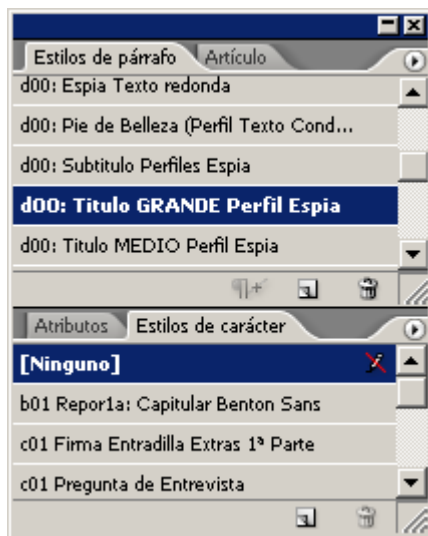 Estilos de párrafo Artículo
d00: Espia Texto redonda
d00: Pie de Belleza (Perfil Texto Cond...
d00: Subtitulo Perfiles Espia
d00: Titulo GRANDE Perfil Espia
d00: Titulo MEDIO Perfil Espia
Atributos Estilos de carácter
[Ninguno]
b01 Repor1a: Capitular Benton Sans
c01 Firma Entradilla Extras 1ª Parte
c01 Pregunta de Entrevista